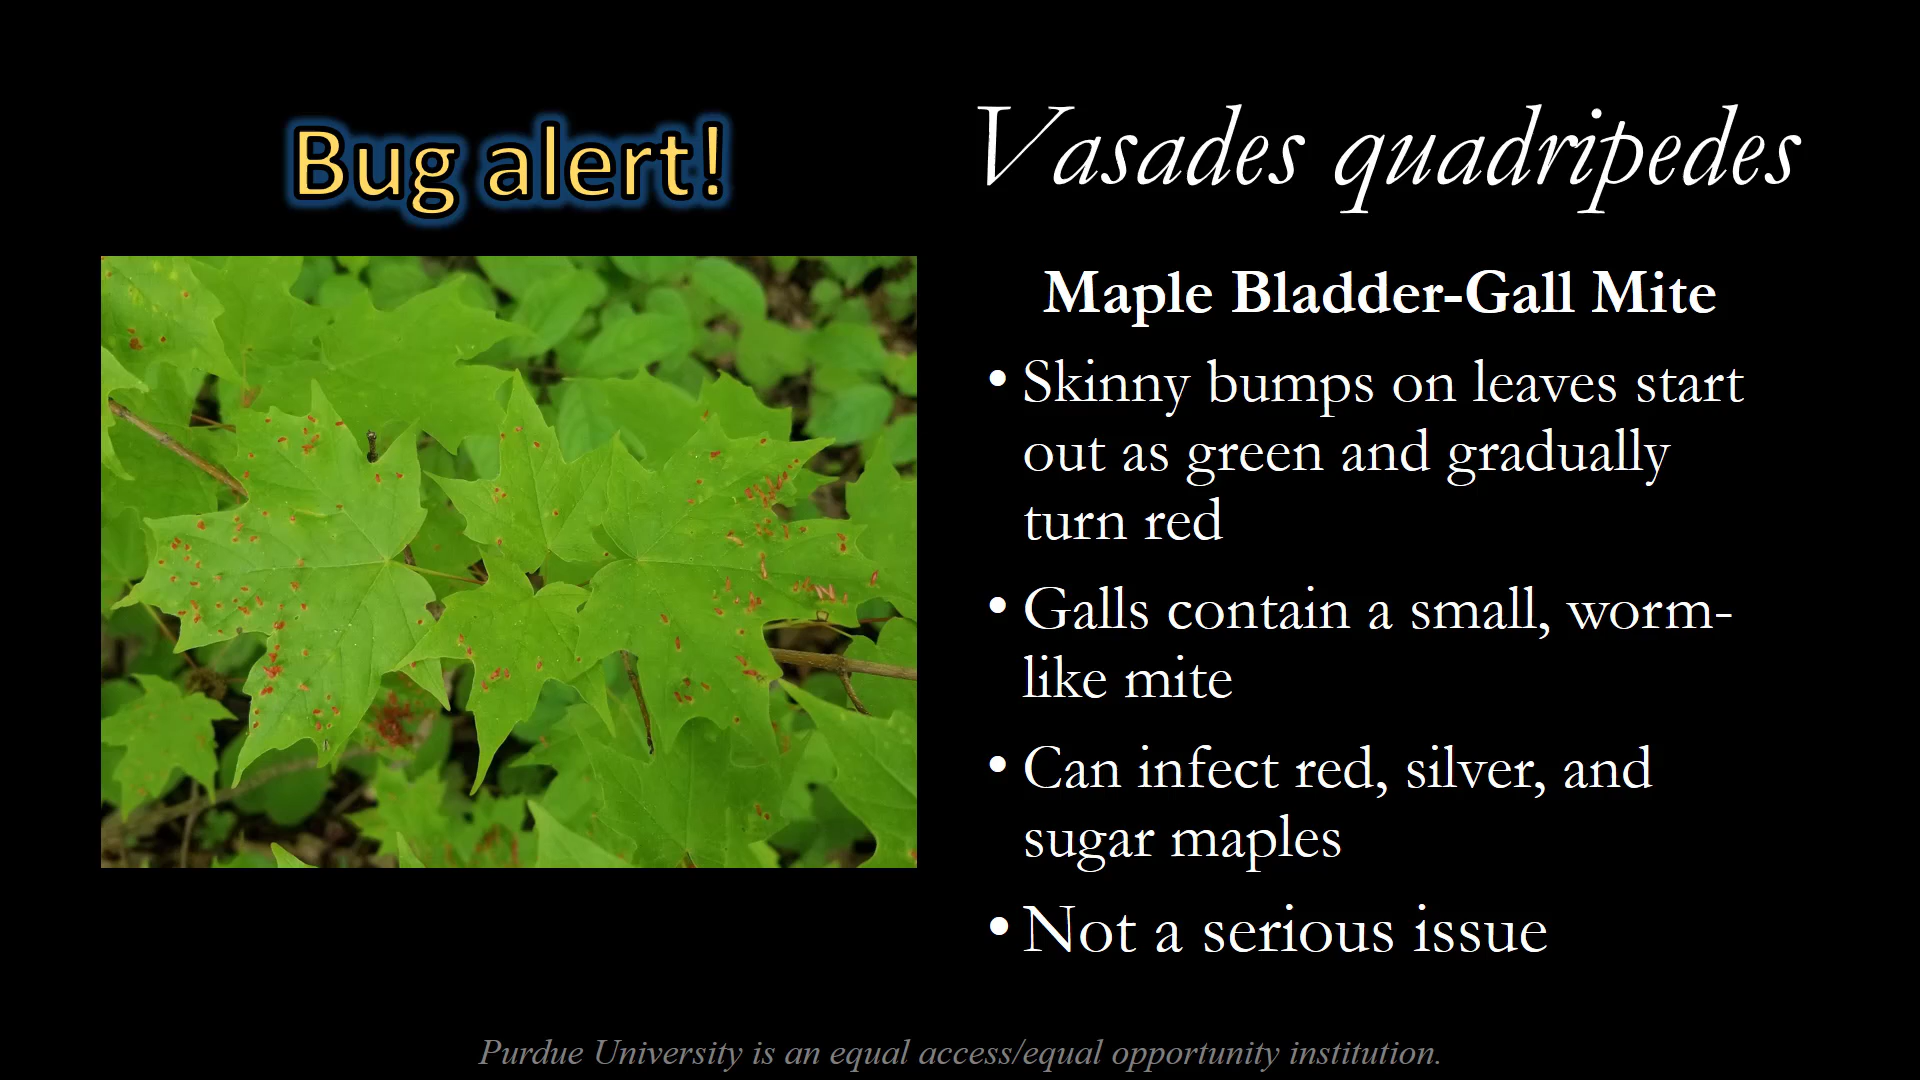 Bug alert!
Vasades quadripedes
Maple Bladder-Gall Mite
• Skinny bumps on leaves start
out as green and gradually
turn red
• Galls contain a small, worm-
like mite
• Can infect red, silver, and
sugar maples
• Not a serious issue
Purdue University is an equal access/equal opportunity institution.